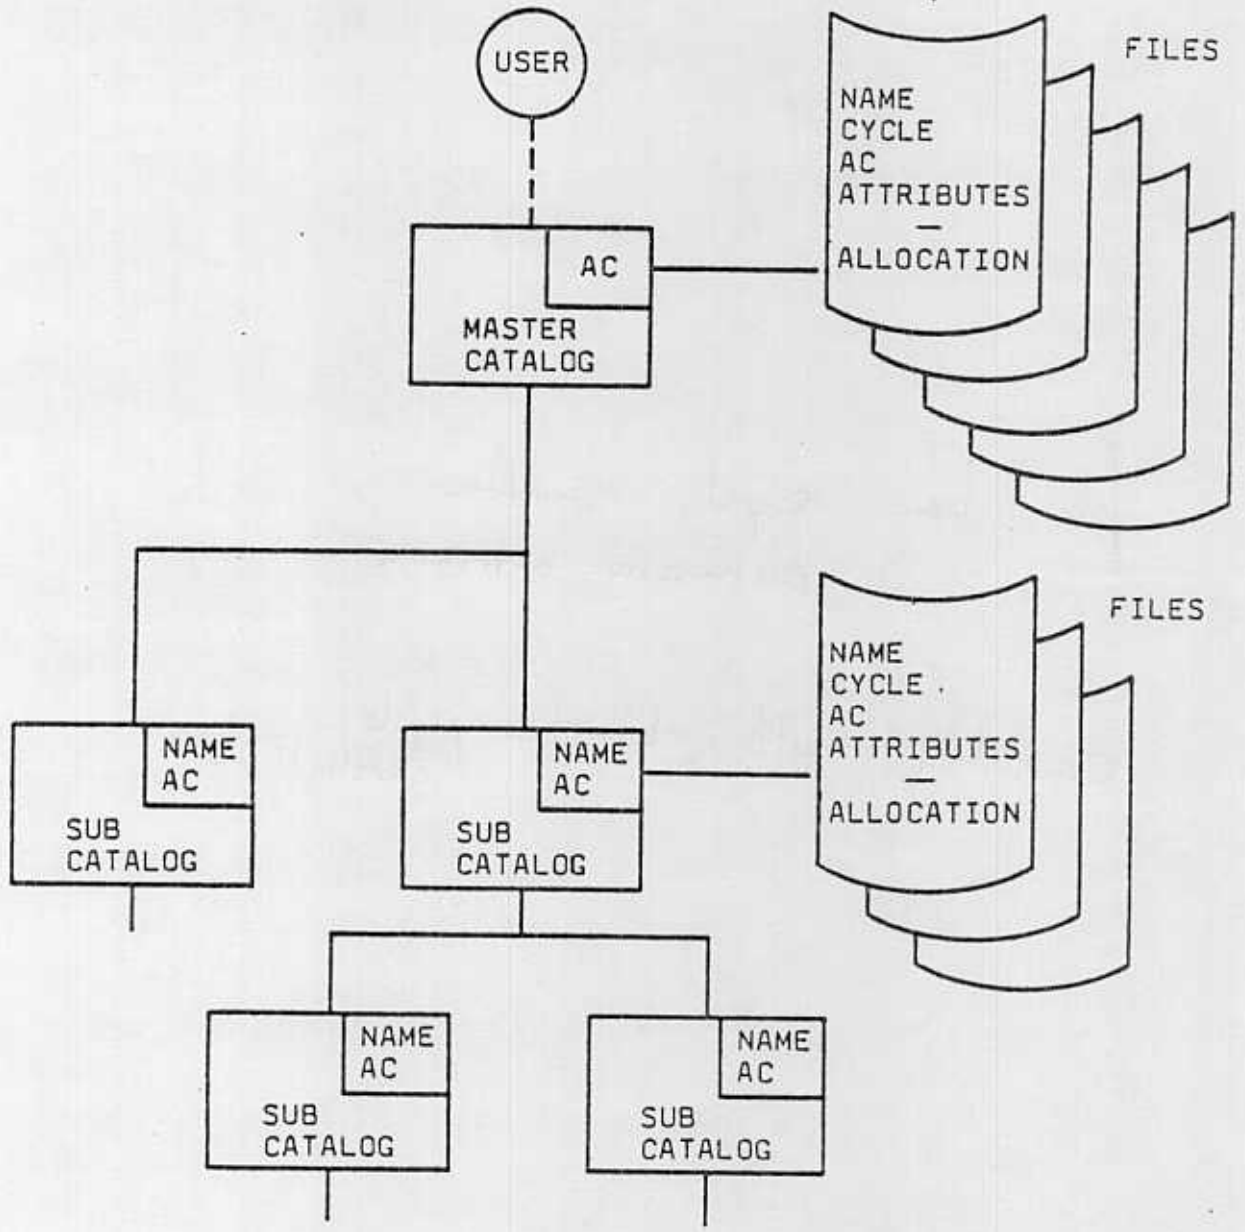 USER
FILES
NAME
CYCLE
AC
ATTRIBUTES
—
ALLOCATION
AC
MASTER
CATALOG
FILES
NAME
CYCLE
AC
ATTRIBUTES
—
ALLOCATION
NAME
AC
SUB
CATALOG
NAME
AC
SUB
CATALOG
NAME
AC
SUB
CATALOG
NAME
AC
SUB
CATALOG